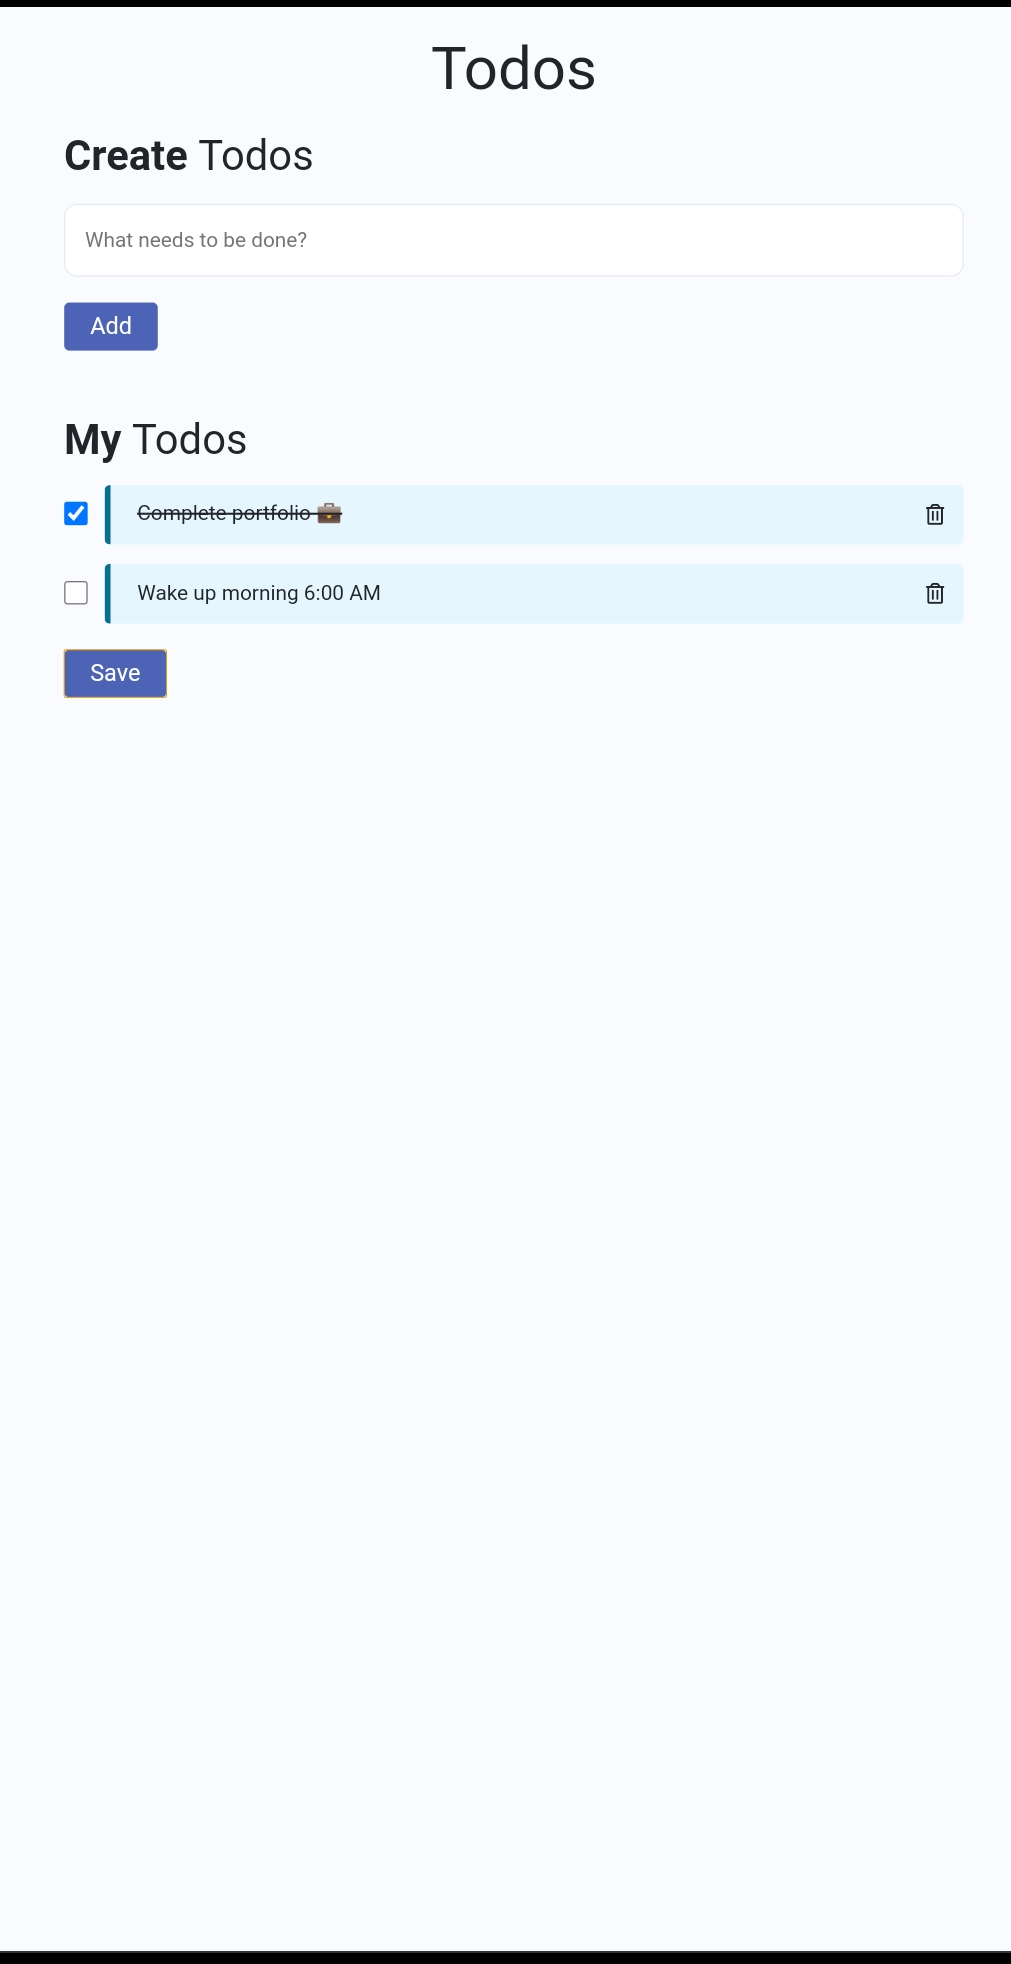 Todos
Create Todos
What needs to be done?
Add
My Todos
Complete portfolio 💼
Wake up morning 6:00 AM
Save